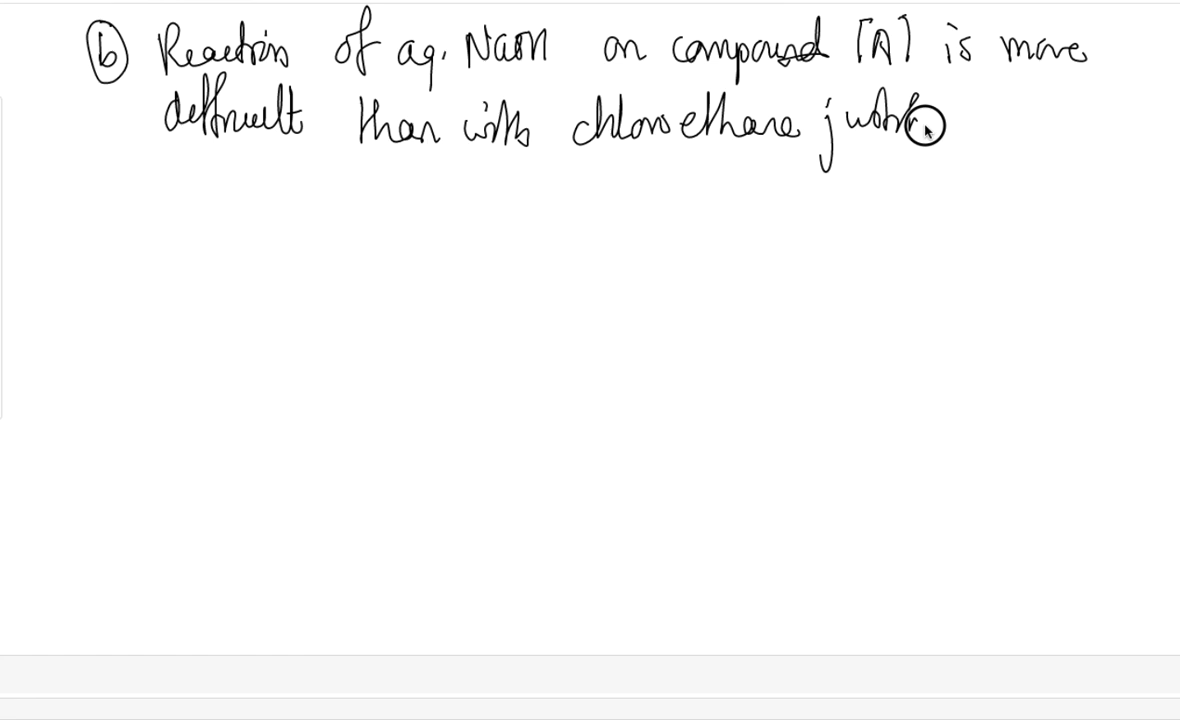 (b) Reaction of aq. NaOH on compound [A] is more
difficult than with chloroethane justify